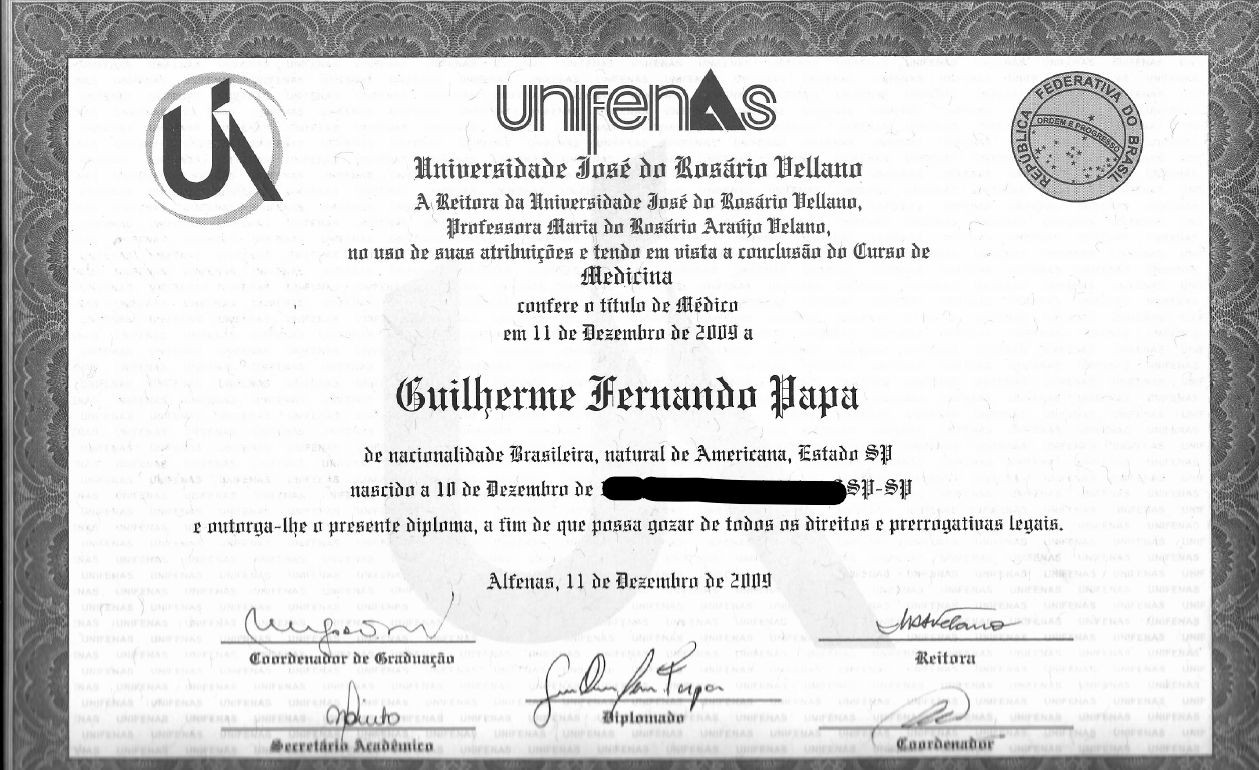 unifenas
REPÚBLICA FEDERATIVA DO BRASIL
ORDEM E PROGRESSO
Universidade José do Rosário Vellano
A Reitora da Universidade José do Rosário Vellano,
Professora Maria do Rosário Araújo Velano,
no uso de suas atribuições e tendo em vista a conclusão do Curso de
Medicina
confere o título de Médico
em 11 de Dezembro de 2009 a
Guilherme Fernando Papa
de nacionalidade Brasileira, natural de Americana, Estado SP
nascido a 10 de Dezembro de SSP-SP
e outorga-lhe o presente diploma, a fim de que possa gozar de todos os direitos e prerrogativas legais.
Alfenas, 11 de Dezembro de 2009
Coordenador de Graduação
Reitora
Diplomado
Secretário Acadêmico
Coordenador